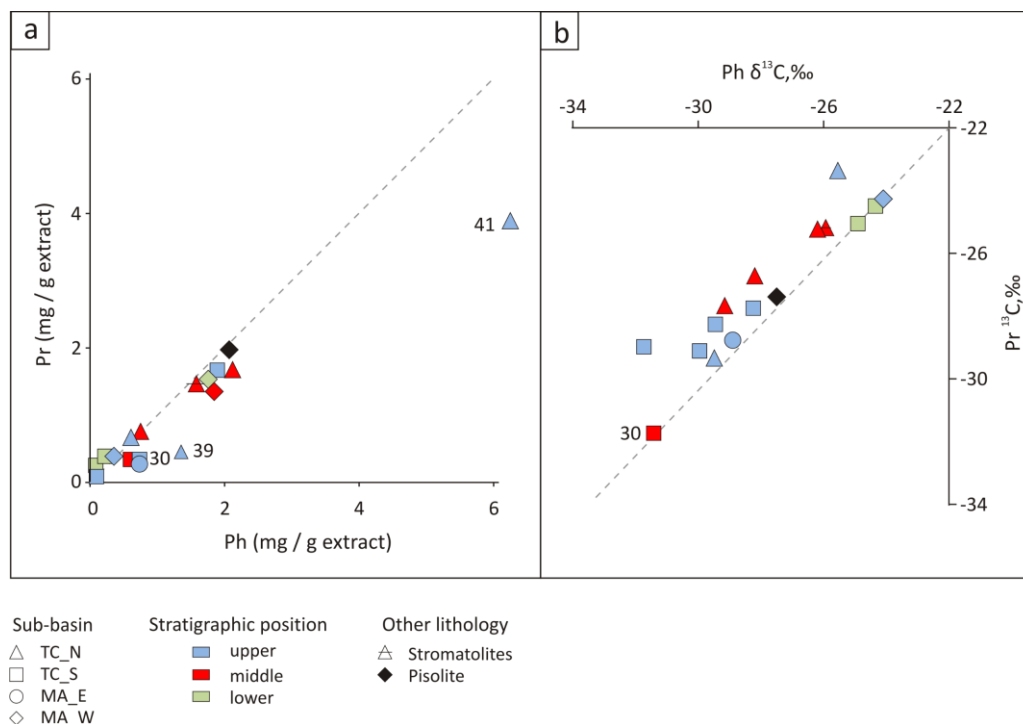 a
6
4
2
0
Pr (mg / g extract)
41
39
30
0 2 4 6
Ph (mg / g extract)
b
Ph δ¹³C,‰
-34 -30 -26 -22
-22
-26
-30
-34
Pr ¹³C,‰
30
Sub-basin
TC_N
TC_S
MA_E
MA_W
Stratigraphic position
upper
middle
lower
Other lithology
Stromatolites
Pisolite